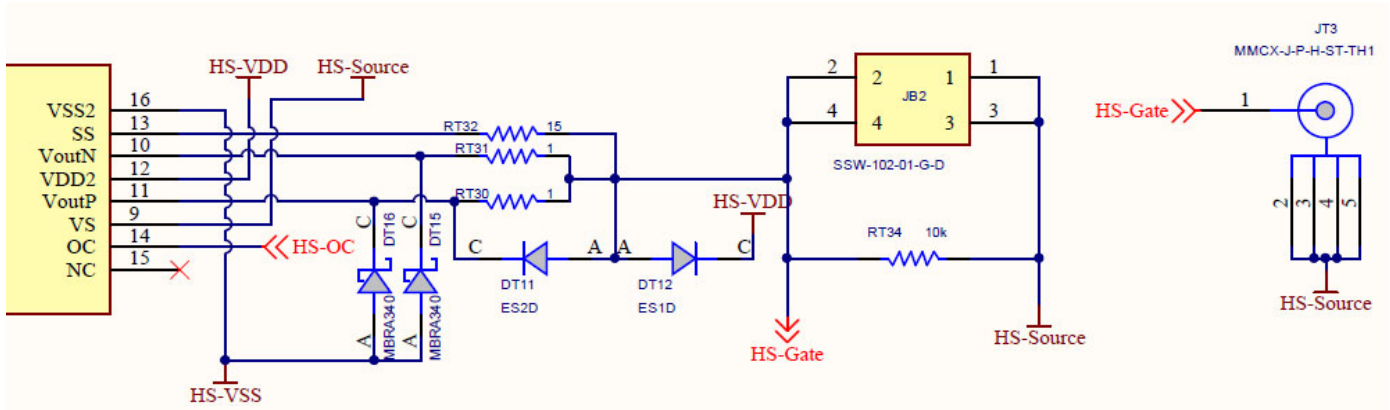 JT3
MMCX-J-P-H-ST-TH1
HS-VDD
HS-Source
VSS2 16
SS 13
VoutN 10
VDD2 12
VoutP 11
VS 9
OC 14
NC 15
HS-OC
RT32 15
RT31 1
RT30 1
2 2 1 1
JB2
4 4 3 3
SSW-102-01-G-D
HS-Gate 1
2 3 4 5
HS-Source
HS-VDD
C DT16
MBRA340 A
C DT15
MBRA340 A
C A A C
DT11
ES2D
DT12
ES1D
RT34 10k
HS-Gate
HS-Source
HS-VSS